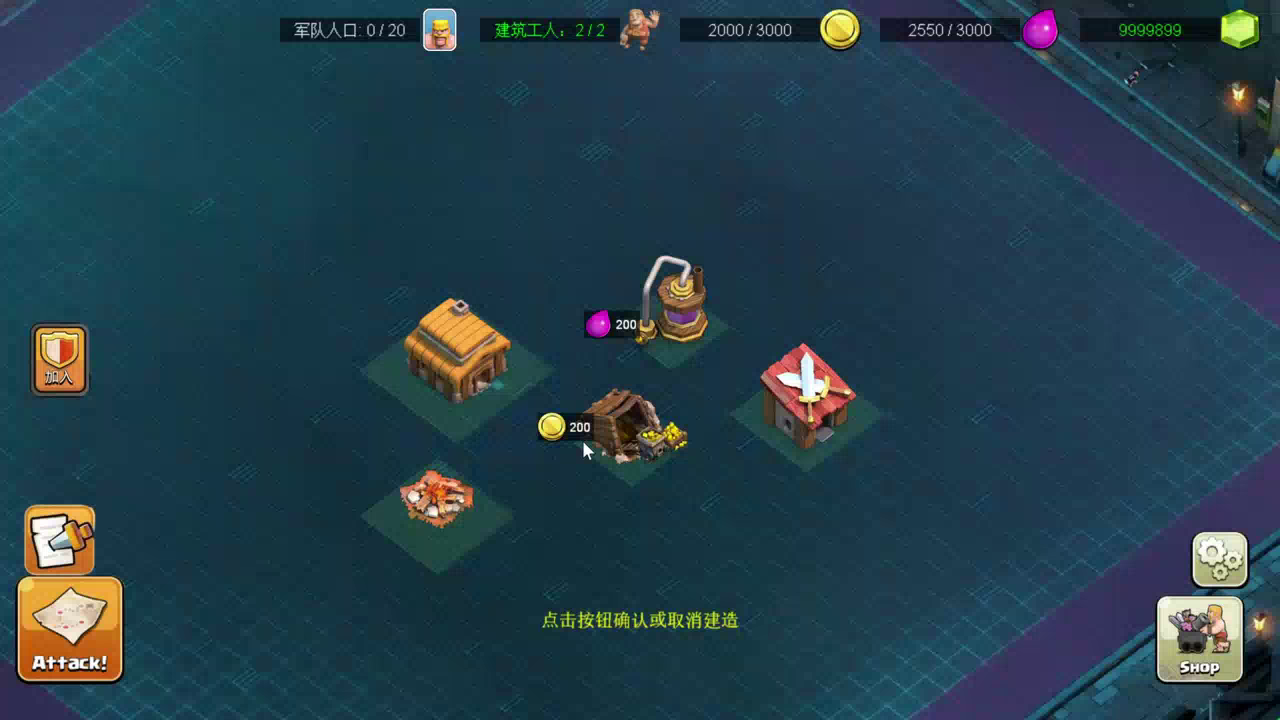 军队人口: 0 / 20
建筑工人: 2 / 2
2000 / 3000
2550 / 3000
9999899
200
加入
200
点击按钮确认或取消建造
Attack!
SHOP